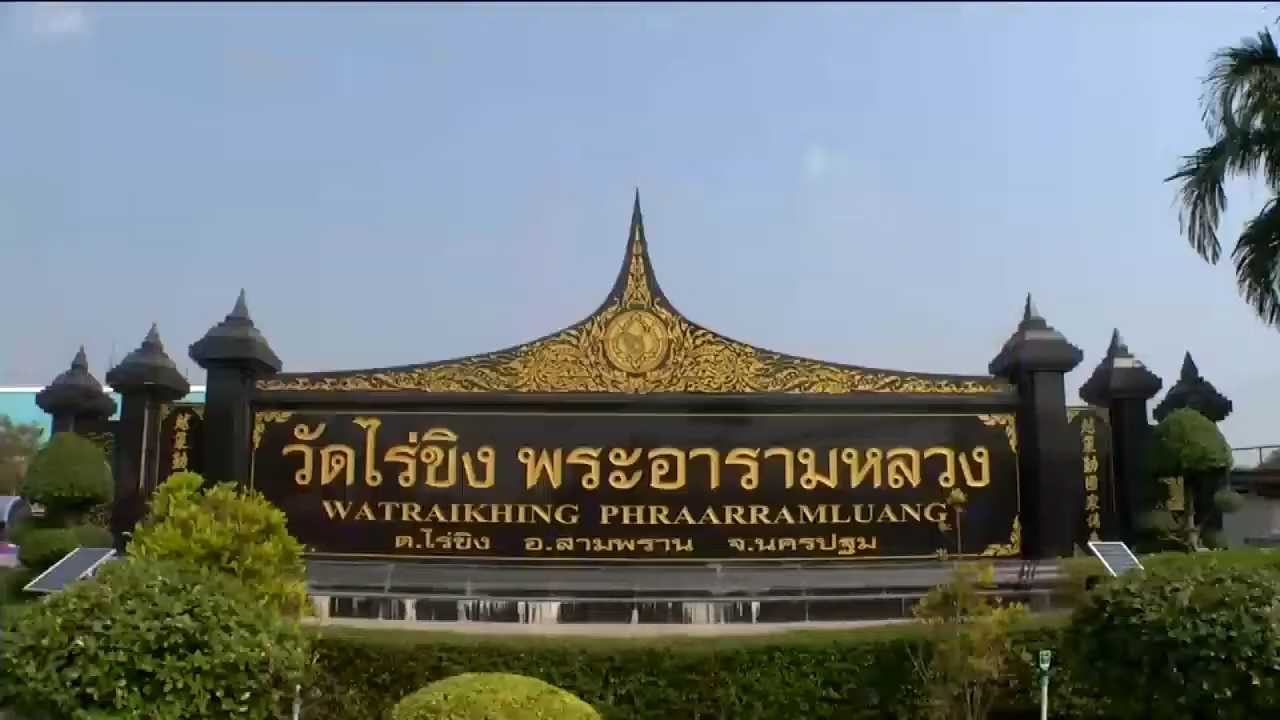 วัดไร่ขิง พระอารามหลวง
WATRAIKHING PHRAARRAMLUANG
ต.ไร่ขิง อ.สามพราน จ.นครปฐม